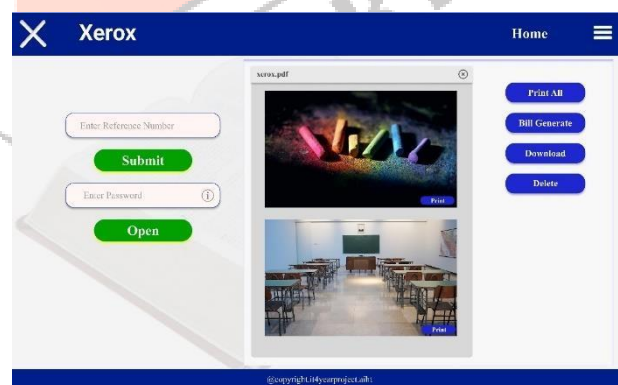 Xerox
Home
xerox.pdf
Print All
Enter Reference Number
Bill Generate
Submit
Download
Enter Password
Delete
Print
Open
Print
@copyright.it4yearproject.aiht